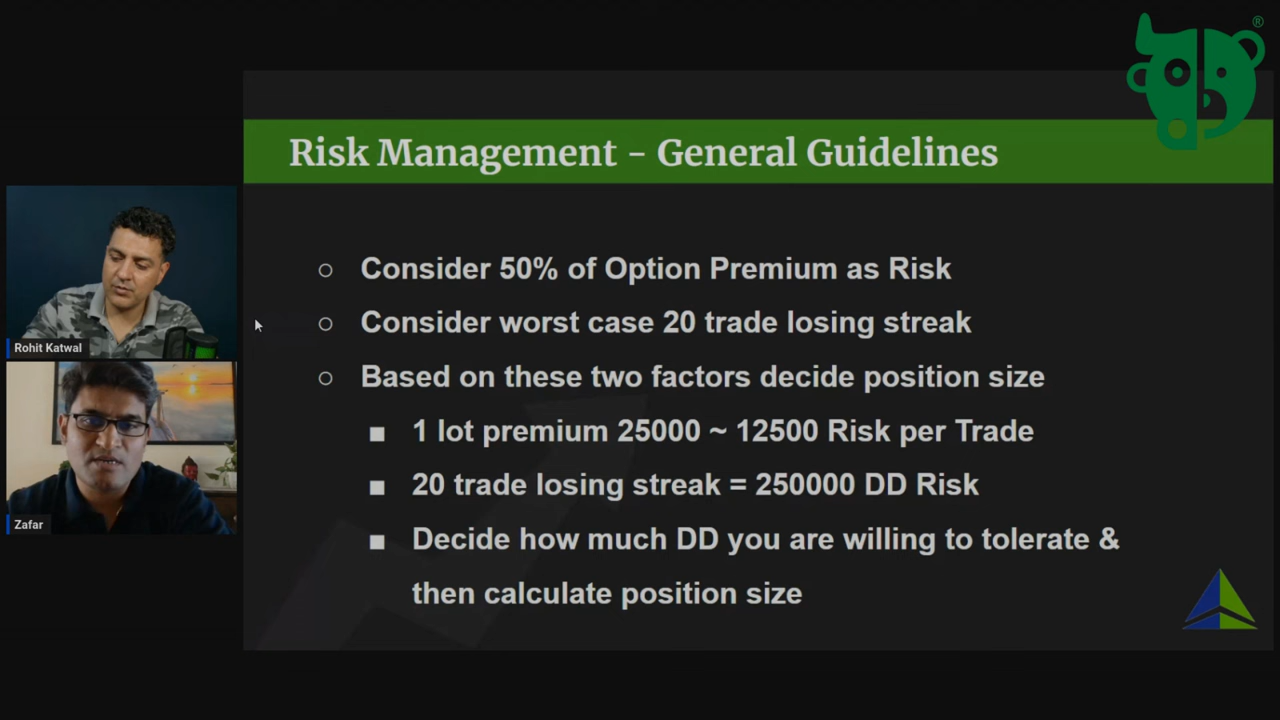 ®
Risk Management - General Guidelines
Consider 50% of Option Premium as Risk
Consider worst case 20 trade losing streak
Based on these two factors decide position size
1 lot premium 25000 ~ 12500 Risk per Trade
20 trade losing streak = 250000 DD Risk
Decide how much DD you are willing to tolerate &
then calculate position size
Rohit Katwal
Zafar